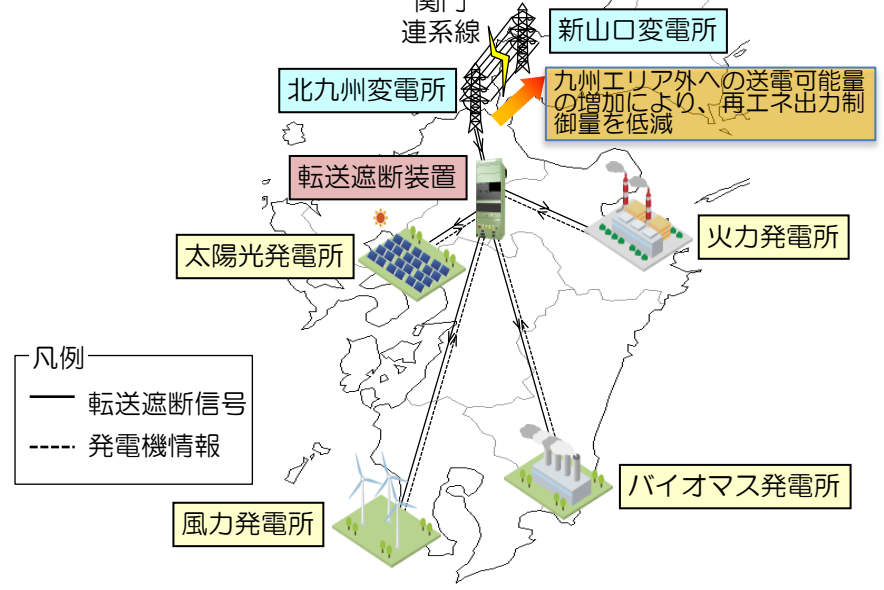 関門
連系線
新山口変電所
九州エリア外への送電可能量
の増加により、再エネ出力制
御量を低減
北九州変電所
転送遮断装置
太陽光発電所
火力発電所
凡例
転送遮断信号
発電機情報
バイオマス発電所
風力発電所